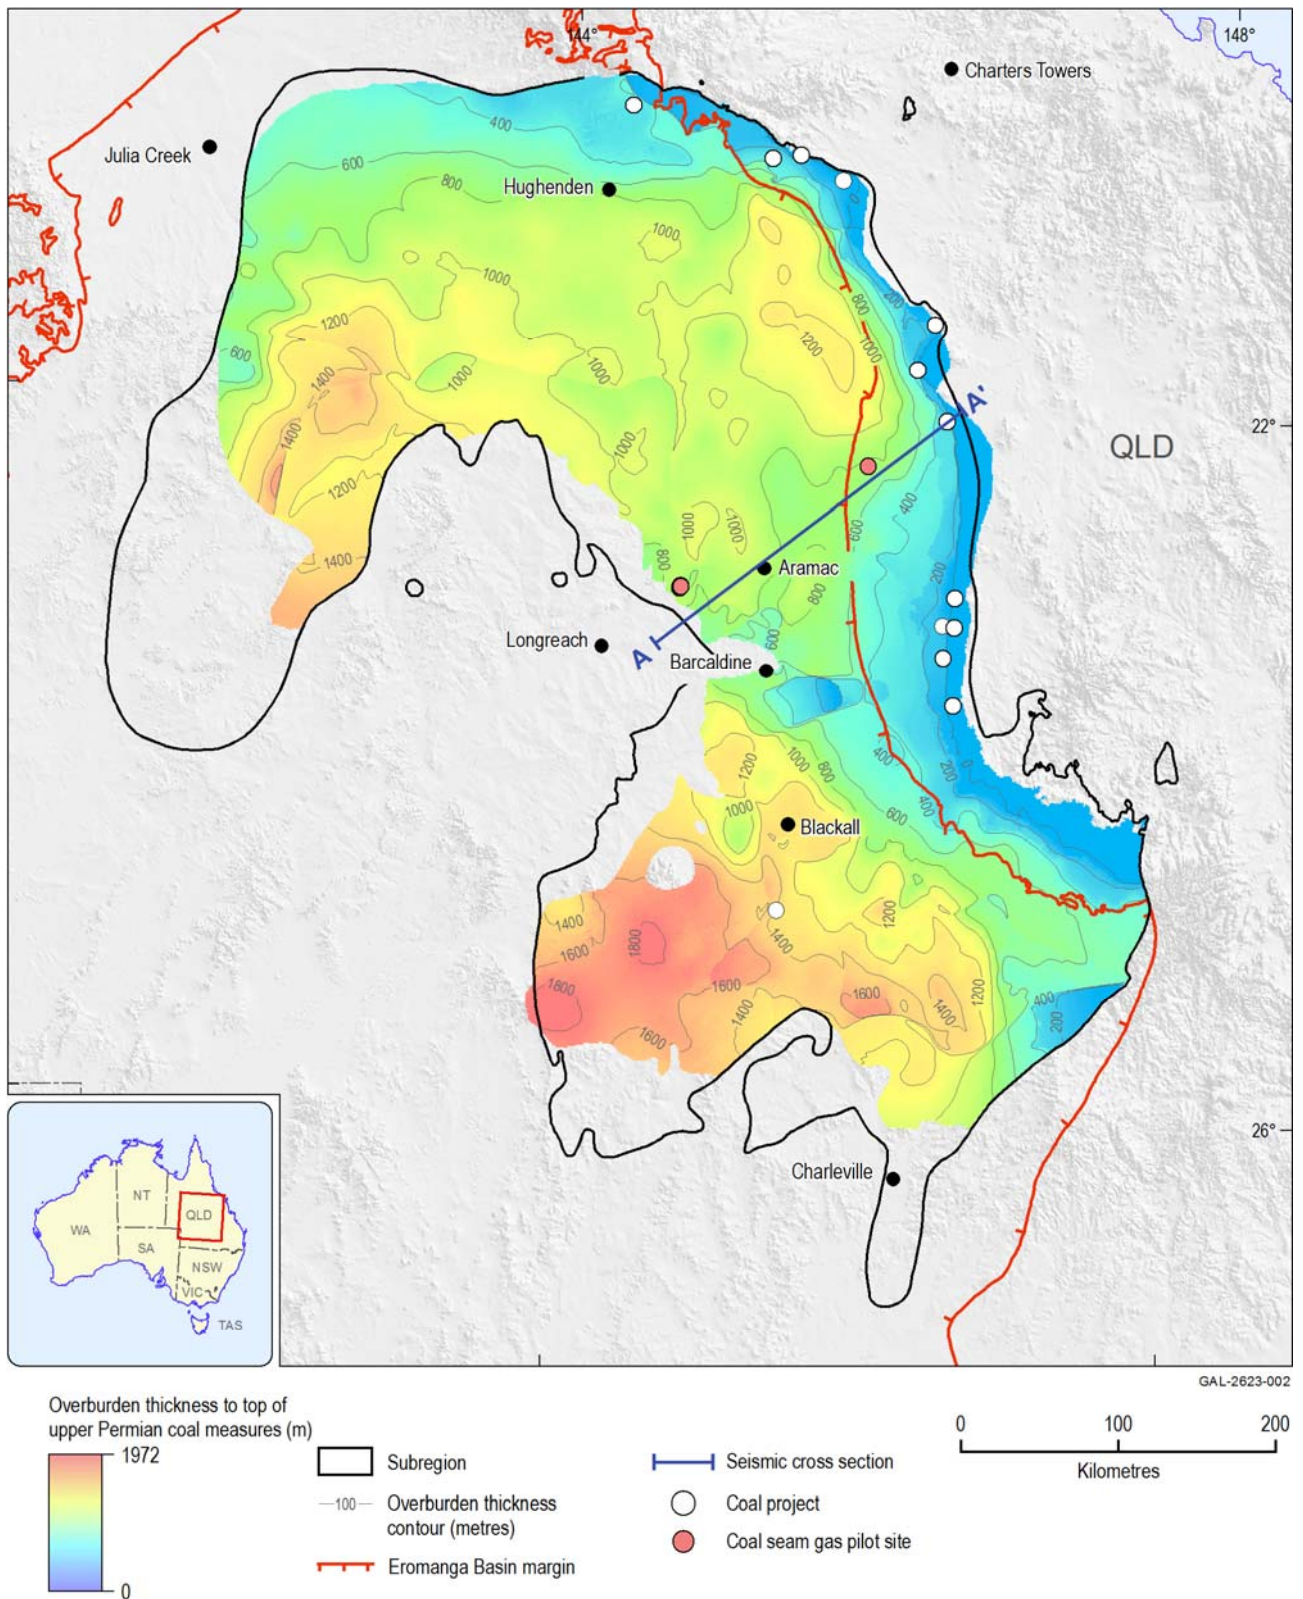 144°
148°
Charters Towers
Julia Creek
400
600
800
Hughenden
0
1000
1000
200
800
1200
1200
1000
600
1400
1000
1000
A'
22°
QLD
1400
1000
1200
400
1000
1000
600
1400
800
Aramac
200
800
Longreach
600
A
Barcaldine
1200
1000
800
400
200
0
1000
400
600
Blackall
1400
1200
1800
1400
1600
1800
1600
1600
1400
1200
400
200
1400
1600
26°
Charleville
NT
QLD
WA
SA
NSW
VIC
TAS
GAL-2623-002
Overburden thickness to top of
upper Permian coal measures (m)
1972
0
Subregion
100
Overburden thickness
contour (metres)
Eromanga Basin margin
Seismic cross section
Coal project
Coal seam gas pilot site
0
100
200
Kilometres